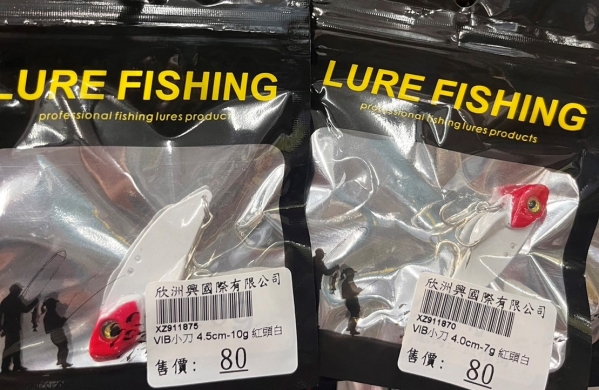 LURE FISHING
professional fishing lures product
欣洲興國際有限公司
XZ911875
VIB小刀 4.5cm-10g 紅頭白
售價: 80
LURE FISHING
professional fishing lures products
欣洲興國際有限公司
XZ911870
VIB小刀 4.0cm-7g 紅頭白
售價: 80